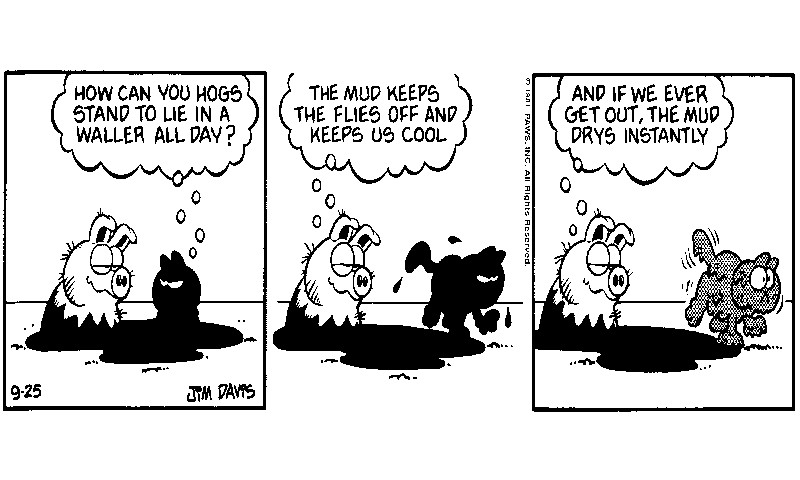 HOW CAN YOU HOGS
STAND TO LIE IN A
WALLER ALL DAY?
9-25
JIM DAVIS
THE MUD KEEPS
THE FLIES OFF AND
KEEPS US COOL
© 1981 PAWS, INC. All Rights Reserved.
AND IF WE EVER
GET OUT, THE MUD
DRYS INSTANTLY